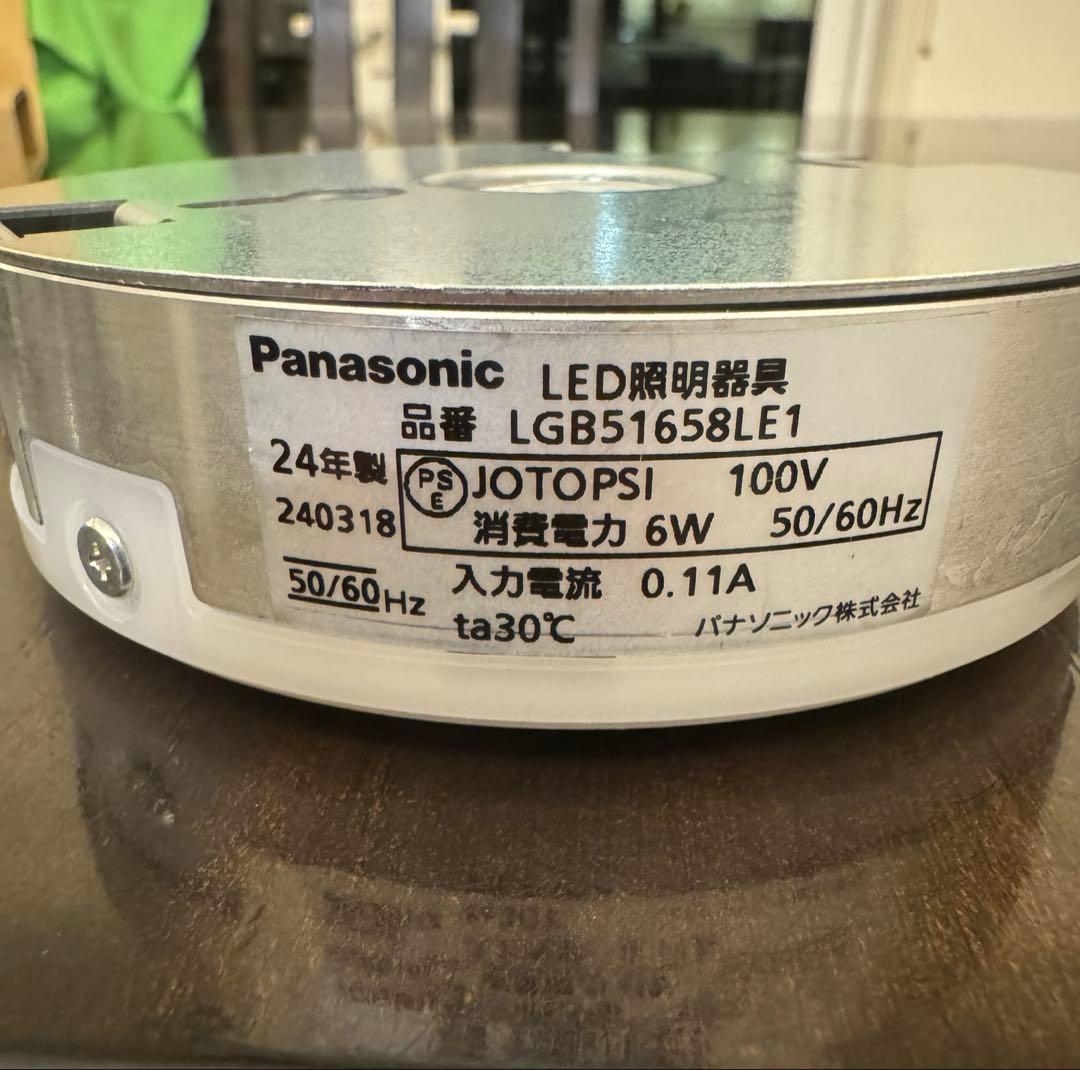 Panasonic LED照明器具
品番 LGB51658LE1
24年製 PSE JOTOPSI 100V
240318 消費電力 6W 50/60Hz
50/60Hz 入力電流 0.11A
ta30℃ パナソニック株式会社